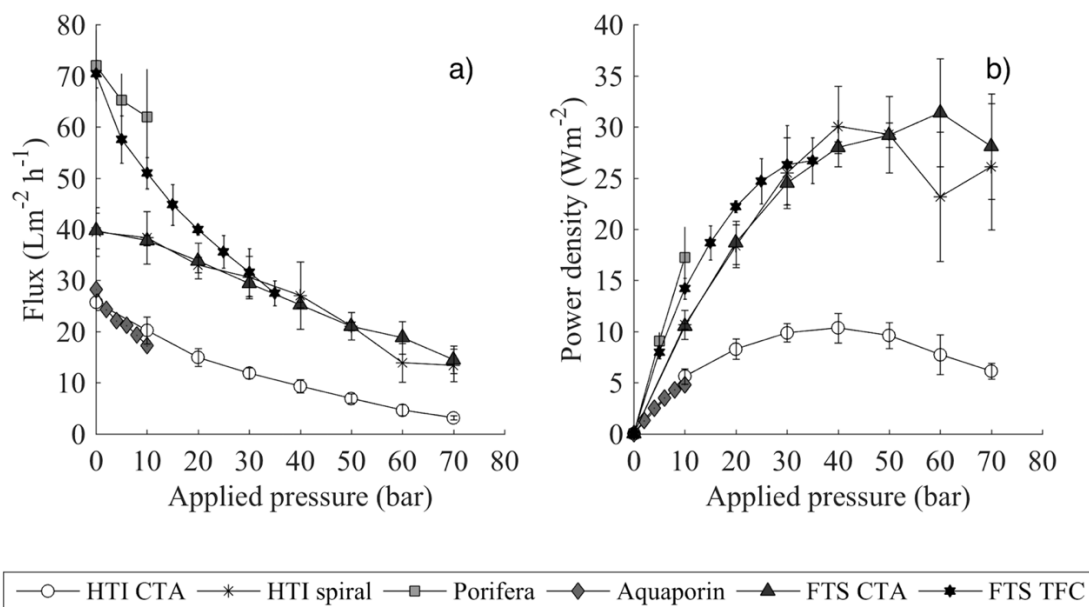 a)
Flux (Lm⁻² h⁻¹)
80
70
60
50
40
30
20
10
0
0 10 20 30 40 50 60 70 80
Applied pressure (bar)
b)
Power density (Wm⁻²)
40
35
30
25
20
15
10
5
0
0 10 20 30 40 50 60 70 80
Applied pressure (bar)
HTI CTA HTI spiral Porifera Aquaporin FTS CTA FTS TFC